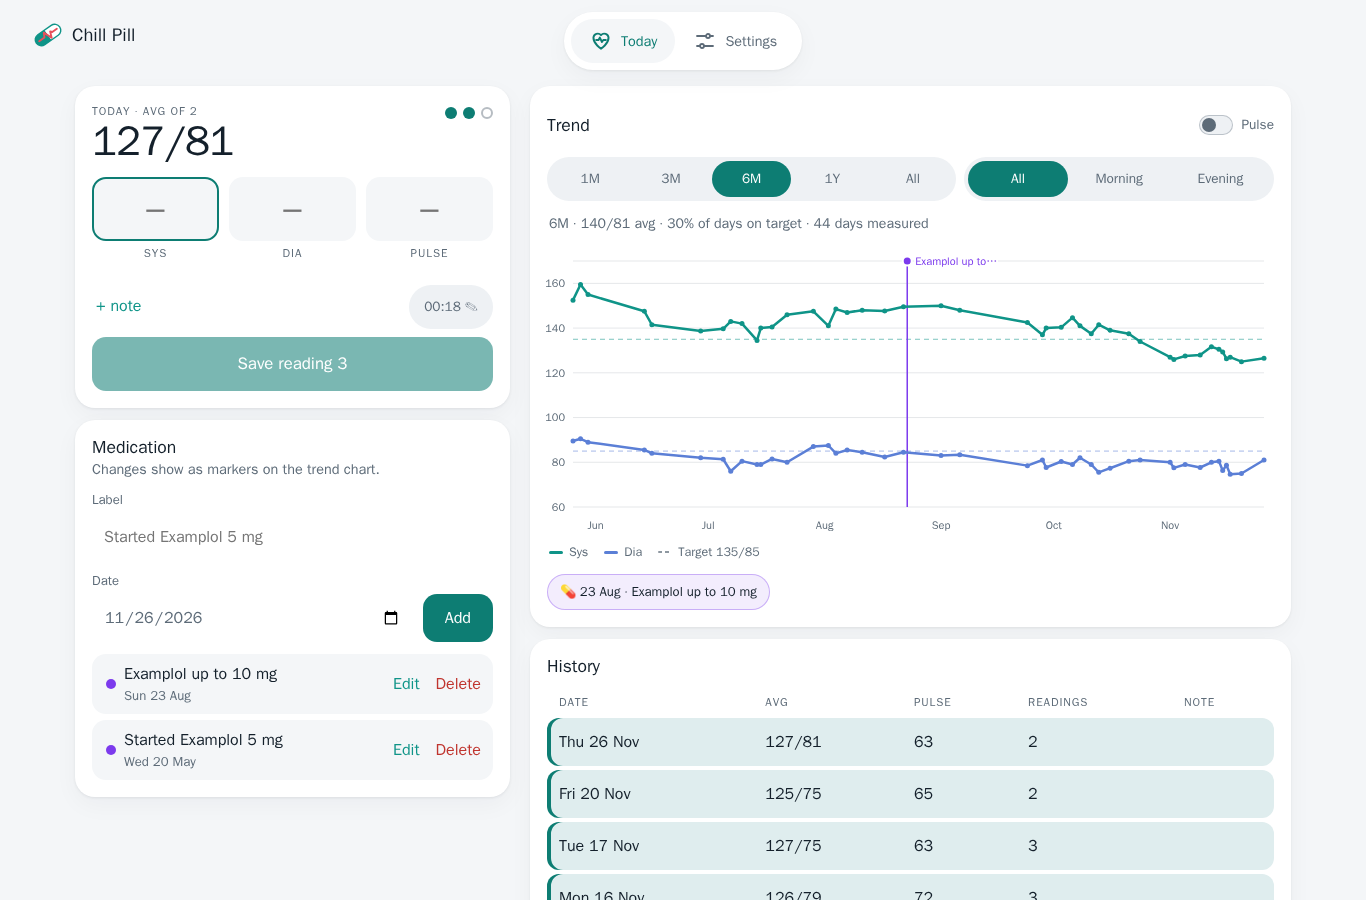 Chill Pill
Today
Settings
TODAY · AVG OF 2
127/81
—
—
—
SYS
DIA
PULSE
+ note
00:18 ✎
Save reading 3
Medication
Changes show as markers on the trend chart.
Label
Started Examplol 5 mg
Date
11/26/2026
Add
Examplol up to 10 mg
Sun 23 Aug
Edit
Delete
Started Examplol 5 mg
Wed 20 May
Edit
Delete
Trend
Pulse
1M
3M
6M
1Y
All
All
Morning
Evening
6M · 140/81 avg · 30% of days on target · 44 days measured
Examplol up to…
160
140
120
100
80
60
Jun
Jul
Aug
Sep
Oct
Nov
Sys
Dia
Target 135/85
💊 23 Aug · Examplol up to 10 mg
History
DATE AVG PULSE READINGS NOTE
Thu 26 Nov 127/81 63 2
Fri 20 Nov 125/75 65 2
Tue 17 Nov 127/75 63 3
Mon 16 Nov 126/79 72 3